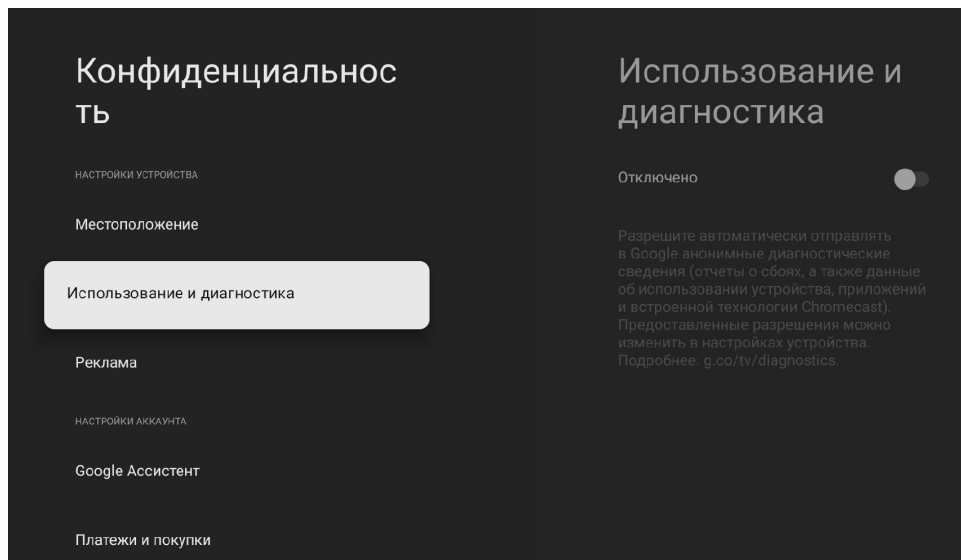 Конфиденциальнос
ть
НАСТРОЙКИ УСТРОЙСТВА
Местоположение
Использование и диагностика
Реклама
НАСТРОЙКИ АККАУНТА
Google Ассистент
Платежи и покупки
Использование и
диагностика
Отключено
Разрешите автоматически отправлять
в Google анонимные диагностические
сведения (отчеты о сбоях, а также данные
об использовании устройства, приложений
и встроенной технологии Chromecast).
Предоставленные разрешения можно
изменить в настройках устройства.
Подробнее: g.co/tv/diagnostics.